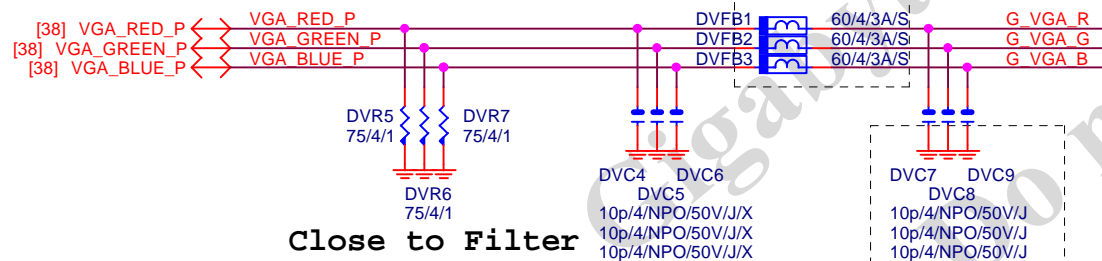 [38] VGA_RED_P VGA_RED_P DVFB1 60/4/3A/S G_VGA_R
[38] VGA_GREEN_P VGA_GREEN_P DVFB2 60/4/3A/S G_VGA_G
[38] VGA_BLUE_P VGA_BLUE_P DVFB3 60/4/3A/S G_VGA_B
DVR5 DVR7
75/4/1 75/4/1
DVR6
75/4/1
DVC4 DVC6
DVC5
10p/4/NPO/50V/J/X
10p/4/NPO/50V/J/X
10p/4/NPO/50V/J/X
DVC7 DVC9
DVC8
10p/4/NPO/50V/J
10p/4/NPO/50V/J
10p/4/NPO/50V/J
Close to Filter
Do